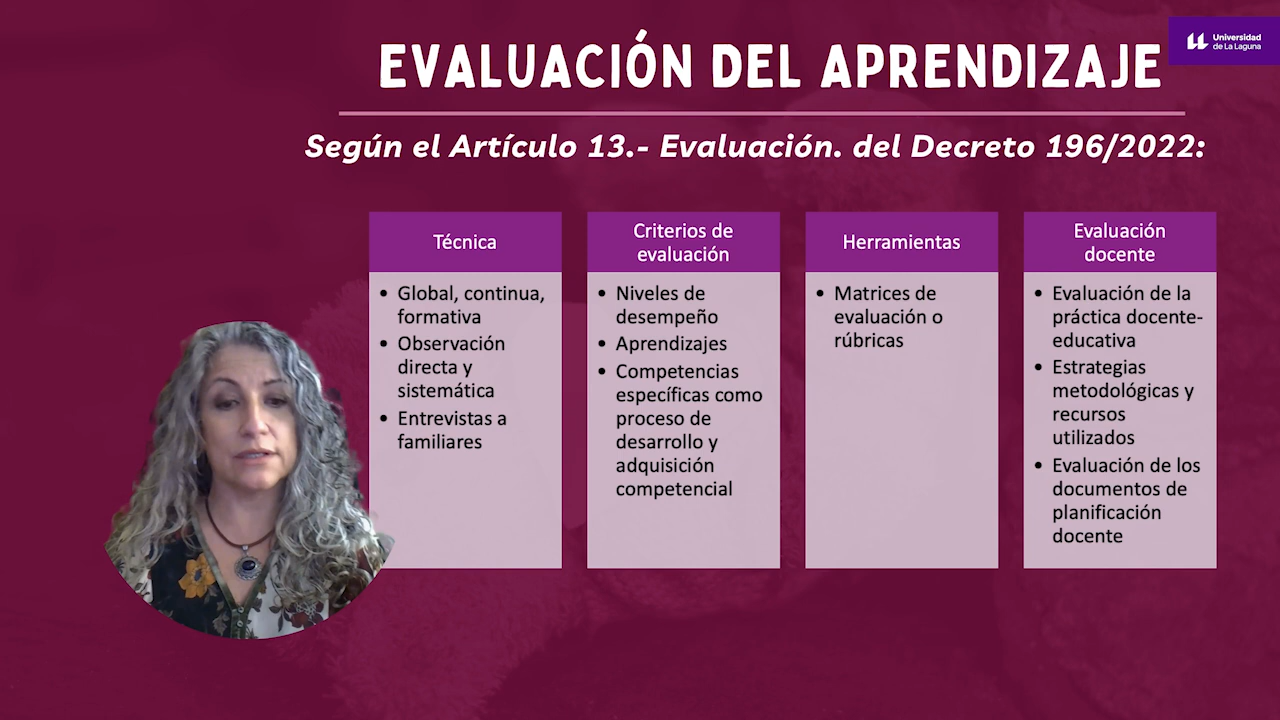 EVALUACIÓN DEL APRENDIZAJE
Universidad
de La Laguna
Según el Artículo 13.- Evaluación. del Decreto 196/2022:
Técnica
• Global, continua,
formativa
• Observación
directa y
sistemática
• Entrevistas a
familiares
Criterios de
evaluación
• Niveles de
desempeño
• Aprendizajes
• Competencias
específicas como
proceso de
desarrollo y
adquisición
competencial
Herramientas
• Matrices de
evaluación o
rúbricas
Evaluación
docente
• Evaluación de la
práctica docente-
educativa
• Estrategias
metodológicas y
recursos
utilizados
• Evaluación de los
documentos de
planificación
docente